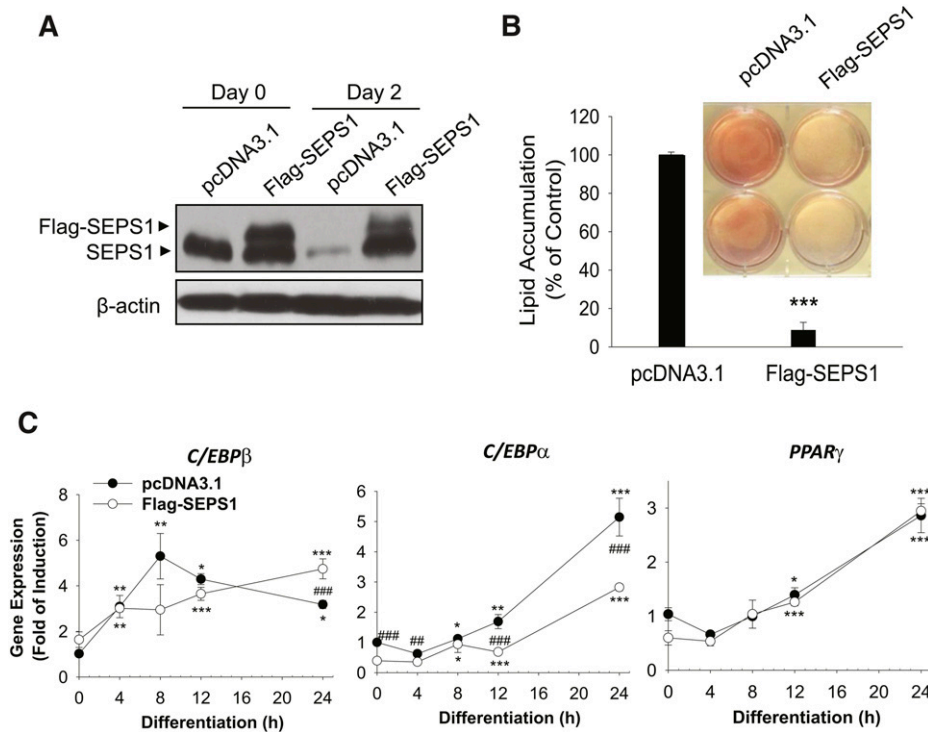 A
Day 0
Day 2
pcDNA3.1
Flag-SEPS1
pcDNA3.1
Flag-SEPS1
Flag-SEPS1
SEPS1
β-actin
B
pcDNA3.1
Flag-SEPS1
Lipid Accumulation
(% of Control)
120
100
80
60
40
20
0
***
pcDNA3.1
Flag-SEPS1
C
C/EBPβ
pcDNA3.1
Flag-SEPS1
Gene Expression
(Fold of Induction)
8
6
4
2
0
**
**
**
*
***
***
###
*
0 4 8 12 16 20 24
Differentiation (h)
C/EBPα
6
5
4
3
2
1
0
###
##
*
*
**
###
***
***
###
***
0 4 8 12 16 20 24
Differentiation (h)
PPARγ
3
2
1
0
*
***
***
***
0 4 8 12 16 20 24
Differentiation (h)